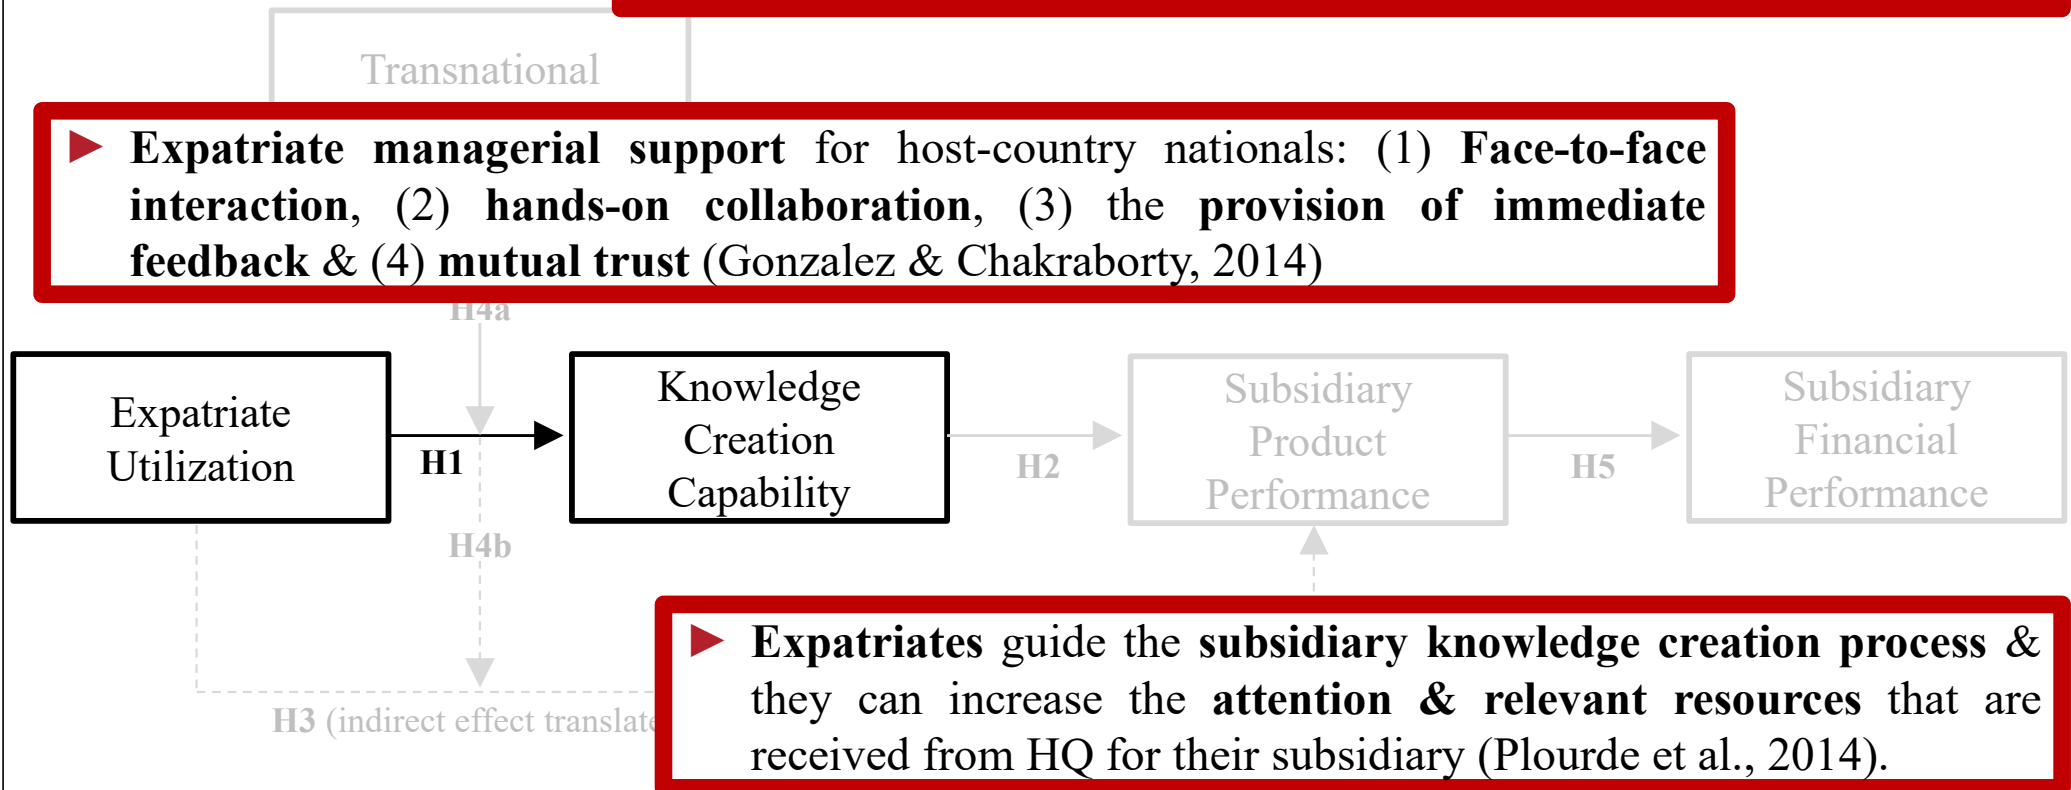 Transnational
► Expatriate managerial support for host-country nationals: (1) Face-to-face
interaction, (2) hands-on collaboration, (3) the provision of immediate
feedback & (4) mutual trust (Gonzalez & Chakraborty, 2014)
H4a
Expatriate
Utilization
H1
Knowledge
Creation
Capability
H2
Subsidiary
Product
Performance
H5
Subsidiary
Financial
Performance
H4b
H3 (indirect effect translate
► Expatriates guide the subsidiary knowledge creation process &
they can increase the attention & relevant resources that are
received from HQ for their subsidiary (Plourde et al., 2014).